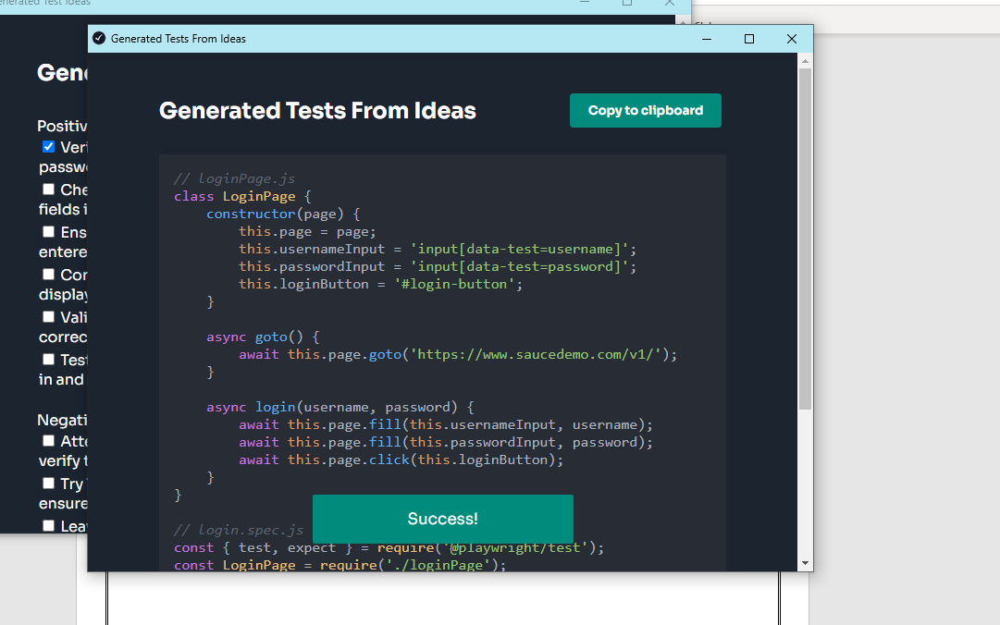 Generated Test Ideas
Generated Tests From Ideas
Gene
Positiv
Veri
passwo
Che
fields i
Ens
entere
Con
display
Vali
correc
Test
in and
Negati
Atte
verify t
Try
ensure
Lea
Generated Tests From Ideas
Copy to clipboard
// loginPage.js
class LoginPage {
constructor(page) {
this.page = page;
this.usernameInput = 'input[data-test=username]';
this.passwordInput = 'input[data-test=password]';
this.loginButton = '#login-button';
}
async goto() {
await this.page.goto('https://www.saucedemo.com/v1/');
}
async login(username, password) {
await this.page.fill(this.usernameInput, username);
await this.page.fill(this.passwordInput, password);
await this.page.click(this.loginButton);
}
}
Success!
// login.spec.js
const { test, expect } = require('@playwright/test');
const LoginPage = require('./loginPage');